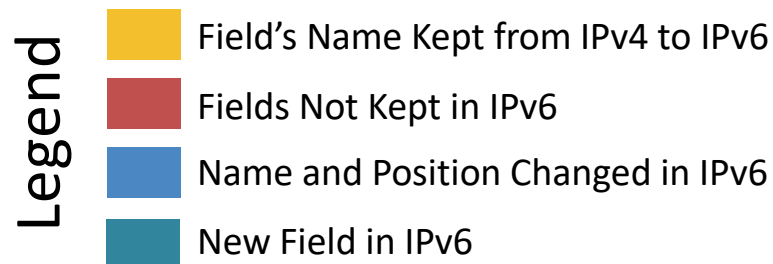 Legend
Field's Name Kept from IPv4 to IPv6
Fields Not Kept in IPv6
Name and Position Changed in IPv6
New Field in IPv6